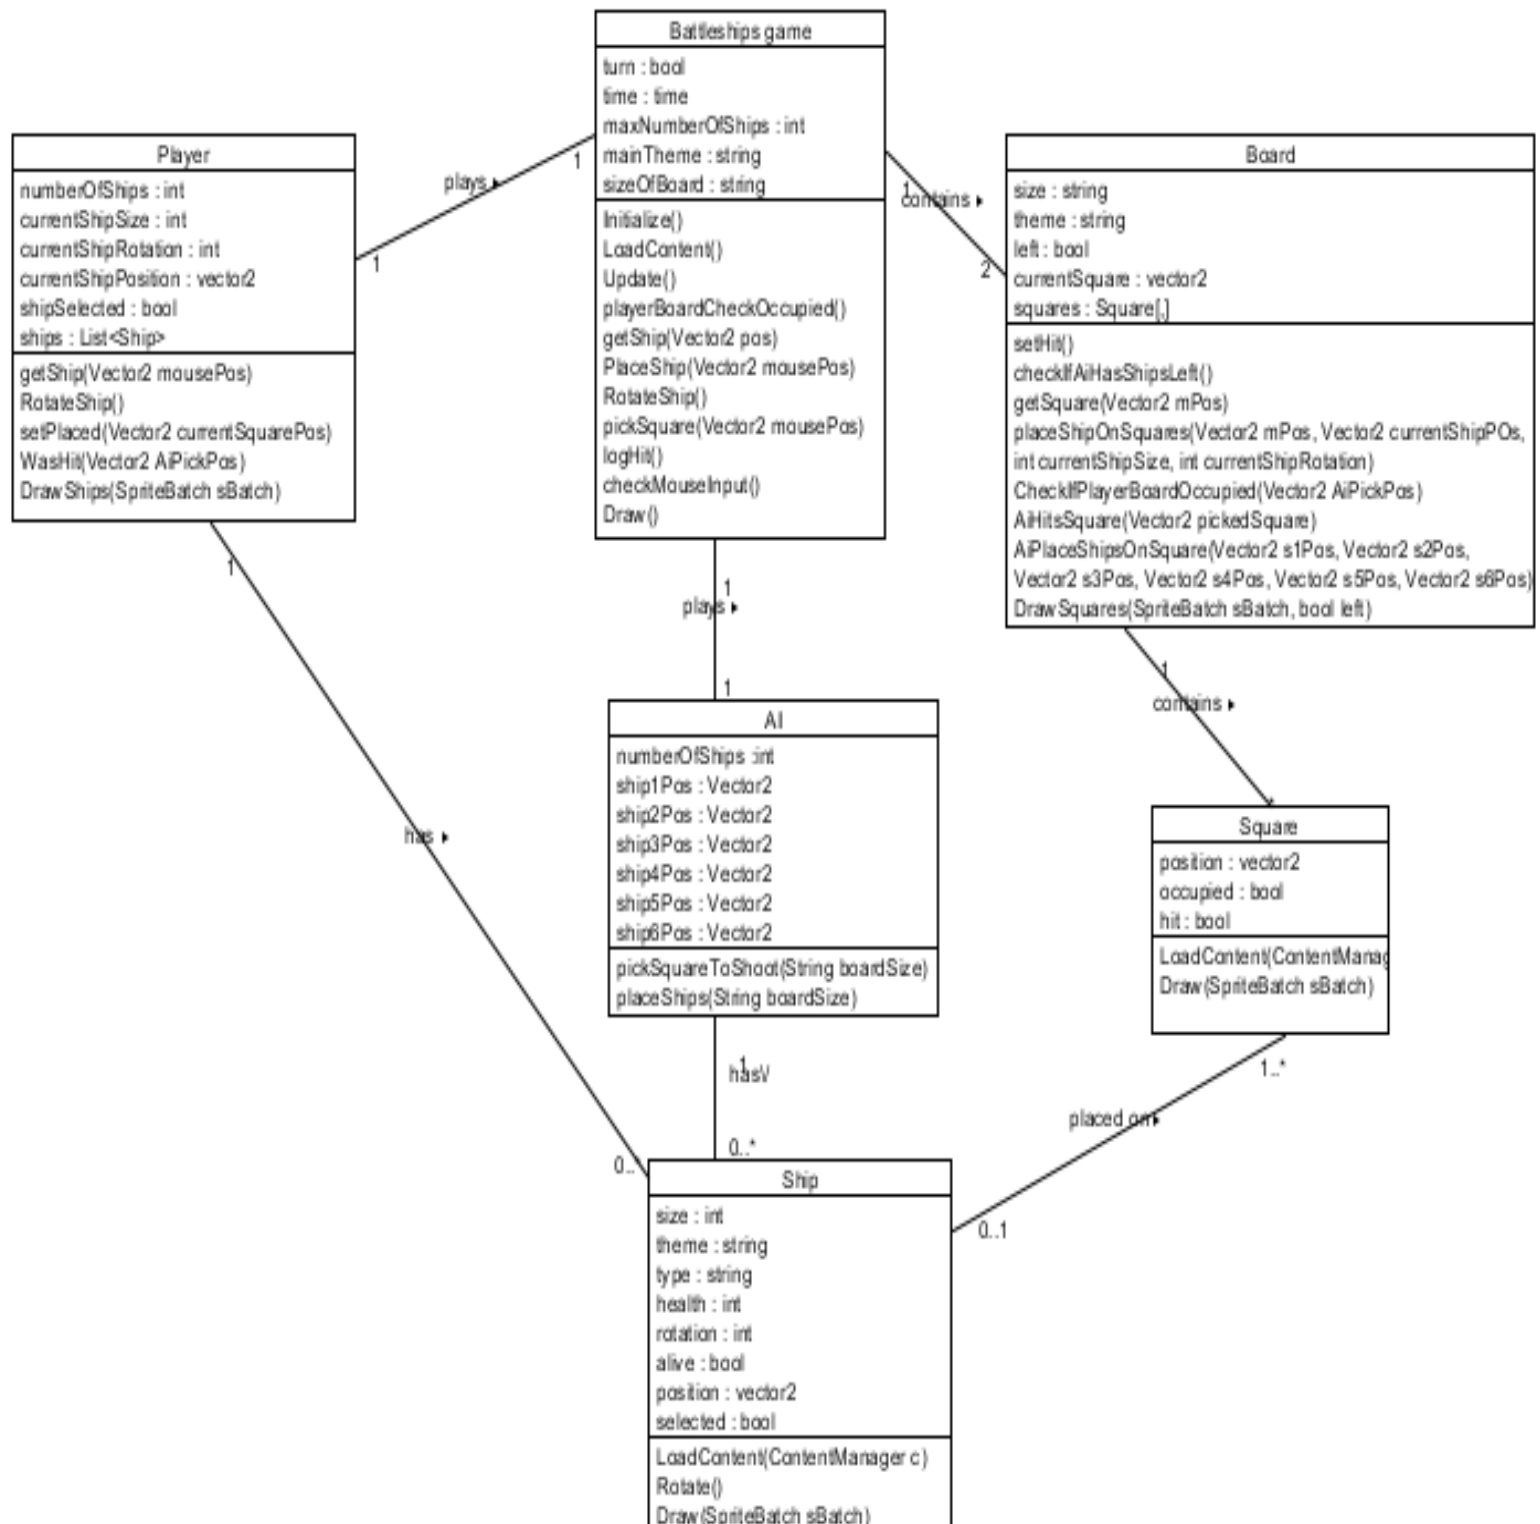 Battleships game
turn : bool
time : time
maxNumberOfShips : int
mainTheme : string
sizeOfBoard : string
Initialize()
LoadContent()
Update()
playerBoardCheckOccupied()
getShip(Vector2 pos)
PlaceShip(Vector2 mousePos)
RotateShip()
pickSquare(Vector2 mousePos)
logHit()
checkMouseInput()
Draw()
Player
numberOfShips : int
currentShipSize : int
currentShipRotation : int
currentShipPosition : vector2
shipSelected : bool
ships : List<Ship>
getShip(Vector2 mousePos)
RotateShip()
setPlaced(Vector2 currentSquarePos)
WasHit(Vector2 AiPickPos)
DrawShips(SpriteBatch sBatch)
plays
1
1
Board
size : string
theme : string
left : bool
currentSquare : vector2
squares : Square[,]
setHit()
checkIfAiHasShipsLeft()
getSquare(Vector2 mPos)
placeShipOnSquares(Vector2 mPos, Vector2 currentShipPOs,
int currentShipSize, int currentShipRotation)
CheckIfPlayerBoardOccupied(Vector2 AiPickPos)
AiHitsSquare(Vector2 pickedSquare)
AiPlaceShipsOnSquare(Vector2 s1Pos, Vector2 s2Pos,
Vector2 s3Pos, Vector2 s4Pos, Vector2 s5Pos, Vector2 s6Pos)
DrawSquares(SpriteBatch sBatch, bool left)
1
contains
2
1
plays
1
1
contains
*
AI
numberOfShips :int
ship1Pos : Vector2
ship2Pos : Vector2
ship3Pos : Vector2
ship4Pos : Vector2
ship5Pos : Vector2
ship6Pos : Vector2
pickSquareToShoot(String boardSize)
placeShips(String boardSize)
Square
position : vector2
occupied : bool
hit : bool
LoadContent(ContentManag
Draw(SpriteBatch sBatch)
1
has
0..*
1
hasV
0..*
1..*
placed on
0..1
Ship
size : int
theme : string
type : string
health : int
rotation : int
alive : bool
position : vector2
selected : bool
LoadContent(ContentManager c)
Rotate()
Draw(SpriteBatch sBatch)